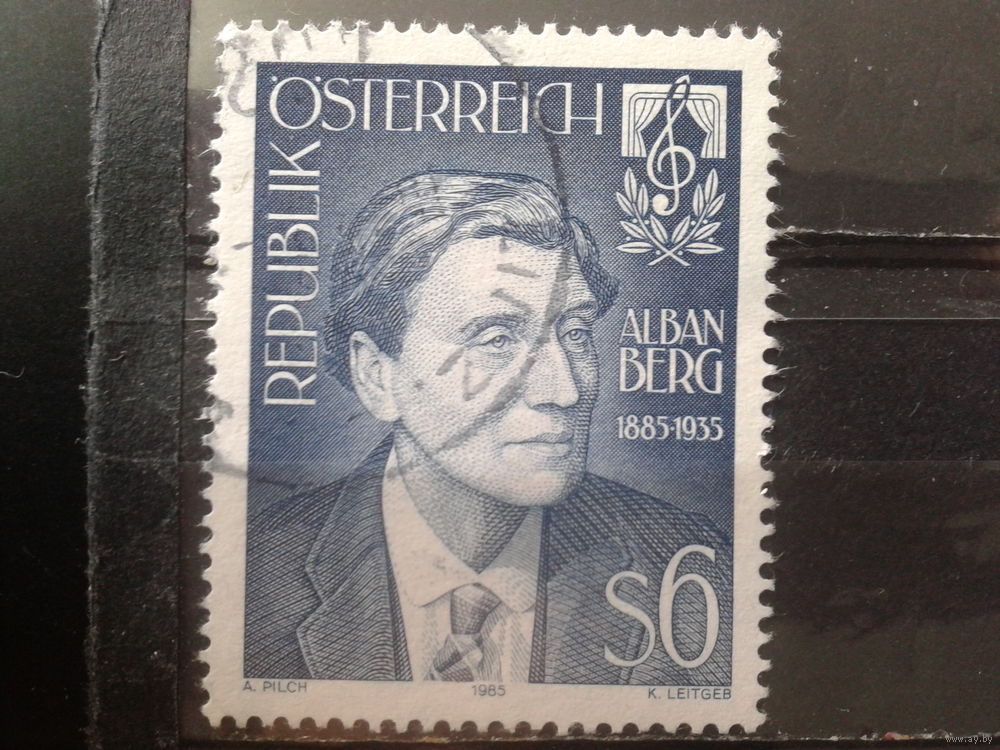 REPUBLIK
ÖSTERREICH
ALBAN
BERG
1885·1935
S6
A. PILCH
1985
K. LEITGEB
www.ay.by